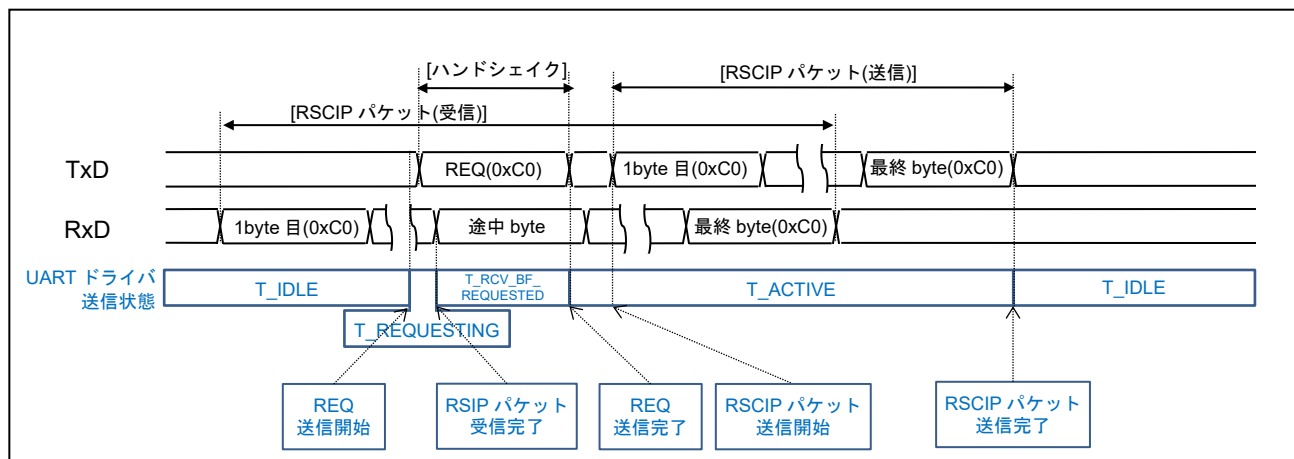 [ハンドシェイク]
[RSCIP パケット(送信)]
[RSCIP パケット(受信)]
TxD
REQ(0xC0)
1byte 目(0xC0)
最終 byte(0xC0)
RxD
1byte 目(0xC0)
途中 byte
最終 byte(0xC0)
UART ドライバ
送信状態
T_IDLE
T_RCV_BF_
REQUESTED
T_ACTIVE
T_IDLE
T_REQUESTING
REQ
送信開始
RSIP パケット
受信完了
REQ
送信完了
RSCIP パケット
送信開始
RSCIP パケット
送信完了